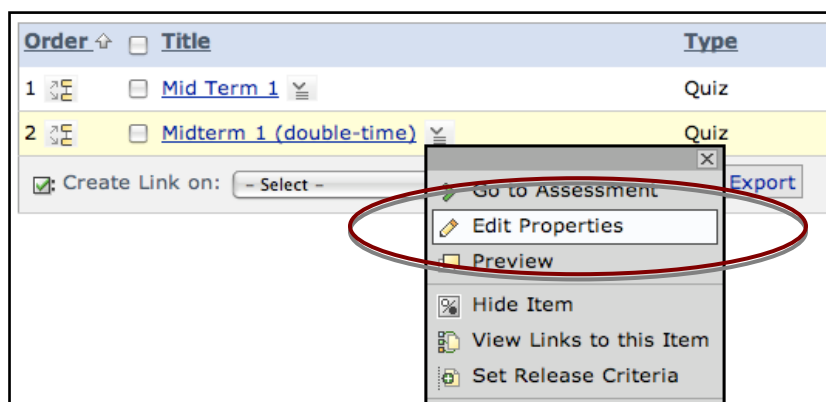 Order Title Type
1 Mid Term 1 Quiz
2 Midterm 1 (double-time) Quiz
Create Link on: - Select - Export
Go to Assessment
Edit Properties
Preview
Hide Item
View Links to this Item
Set Release Criteria